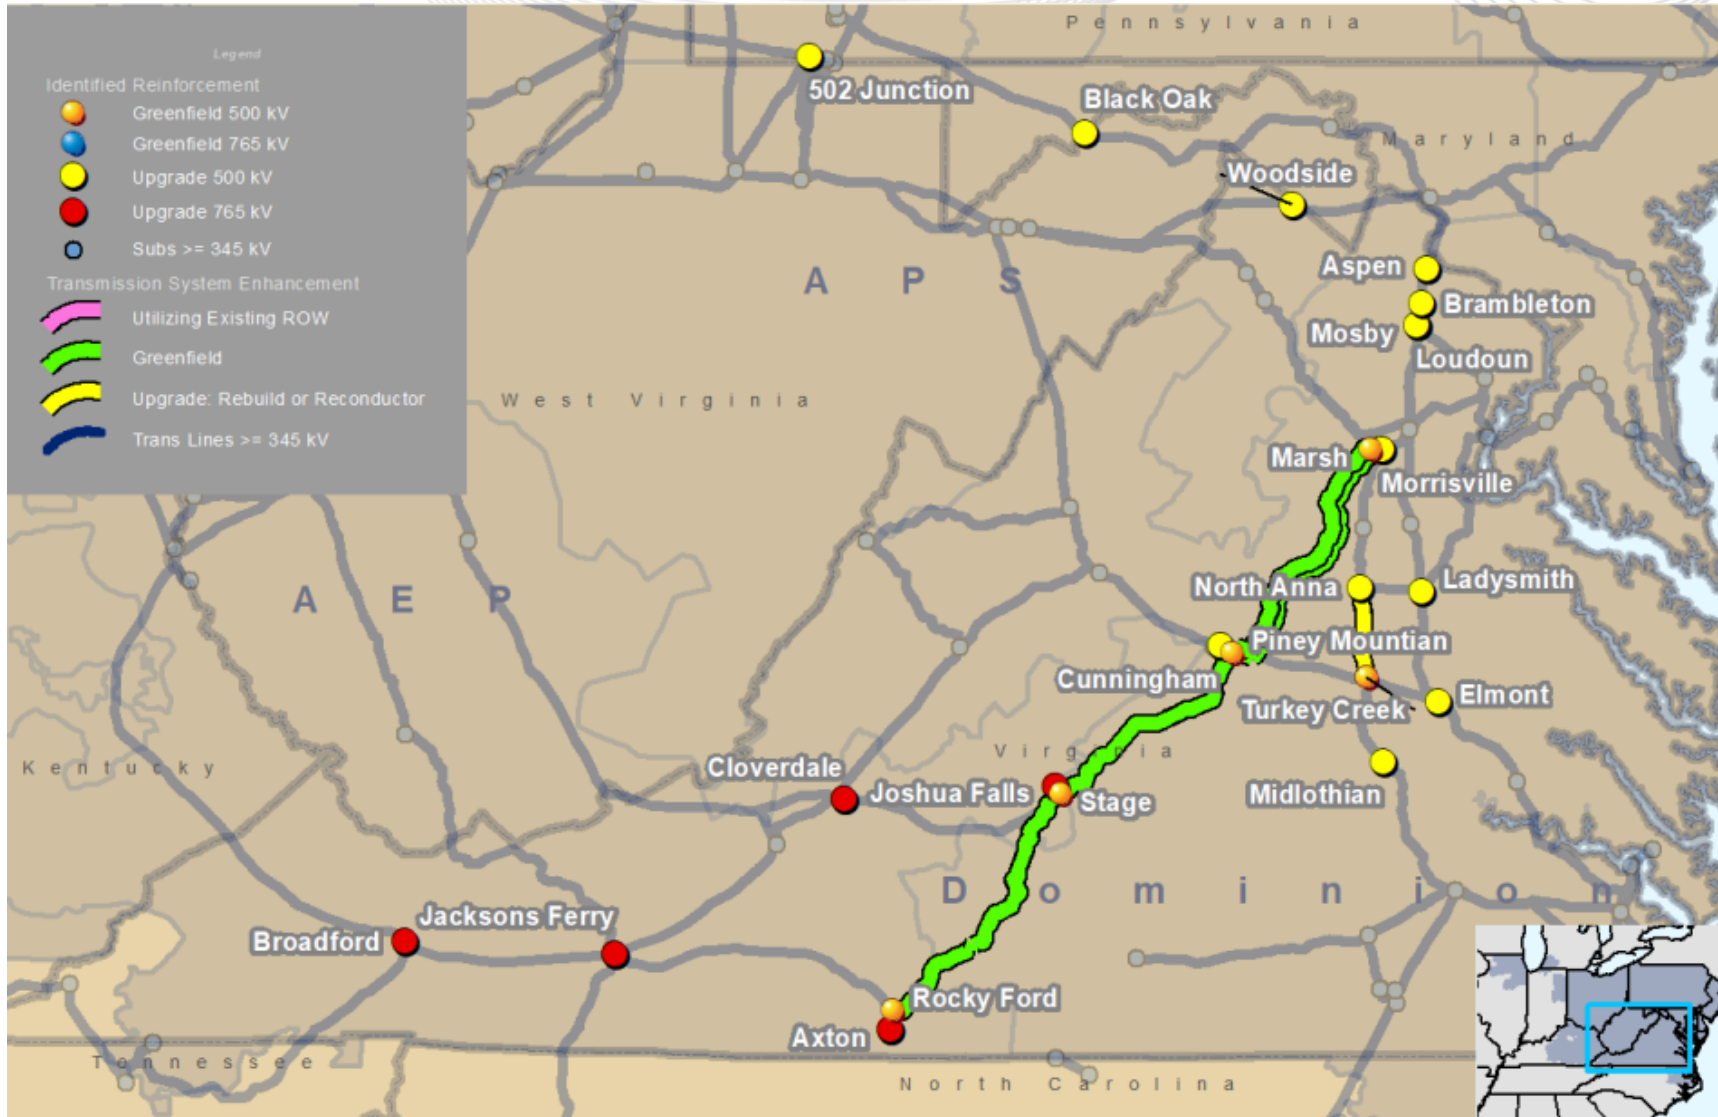 Legend
Identified Reinforcement
Greenfield 500 kV
Greenfield 765 kV
Upgrade 500 kV
Upgrade 765 kV
Subs >= 345 kV
Transmission System Enhancement
Utilizing Existing ROW
Greenfield
Upgrade: Rebuild or Reconductor
Trans Lines >= 345 kV
Pennsylvania
502 Junction
Black Oak
Maryland
Woodside
Aspen
APS
Brambleton
Mosby
Loudoun
West Virginia
Marsh
Morrisville
North Anna
Ladysmith
AEP
Piney Mountian
Cunningham
Elmont
Turkey Creek
Virginia
Kentucky
Cloverdale
Joshua Falls
Stage
Midlothian
Dominion
Jacksons Ferry
Broadford
Rocky Ford
Axton
Tennessee
North Carolina